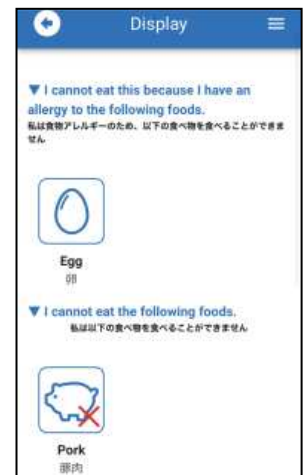 Display
▼ I cannot eat this because I have an
allergy to the following foods.
私は食物アレルギーのため、以下の食べ物を食べることができま
せん
Egg
卵
▼ I cannot eat the following foods.
私は以下の食べ物を食べることができません
Pork
豚肉